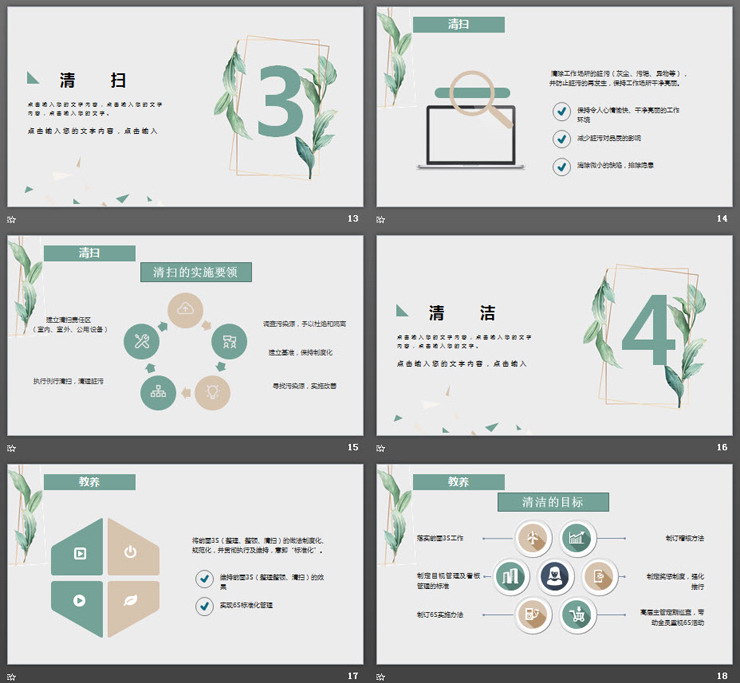 清 扫
点击输入您的文字内容,点击输入您的文字
内容,点击输入您的文字。
点击输入您的文字内容,点击输入
3
13
清扫
清除工作场所的脏污(灰尘、污垢、异物等),
并防止脏污的再发生,保持工作场所干净亮丽。
保持令人心情愉快、干净亮丽的工作
环境
减少脏污对品质的影响
消除微小的缺陷,排除隐患
14
清扫
清扫的实施要领
建立清扫责任区
(室内、室外、公用设备)
执行例行清扫,清理脏污
调查污染源,予以杜绝和隔离
建立基准,保持制度化
寻找污染源,实施改善
15
清 洁
点击输入您的文字内容,点击输入您的文字
内容,点击输入您的文字。
点击输入您的文字内容,点击输入
4
16
教养
将前面3S(整理、整顿、清扫)的做法制度化、
规范化,并贯彻执行及维持,意即“标准化”。
维持前面3S(整理整顿、清扫)的效
果
实现6S标准化管理
17
教养
清洁的目标
落实前面3S工作
制定目视管理及看板
管理的标准
制订6S实施办法
制订稽核方法
制定奖惩制度,强化
推行
高层主管定期巡查,带
动全员重视6S活动
18